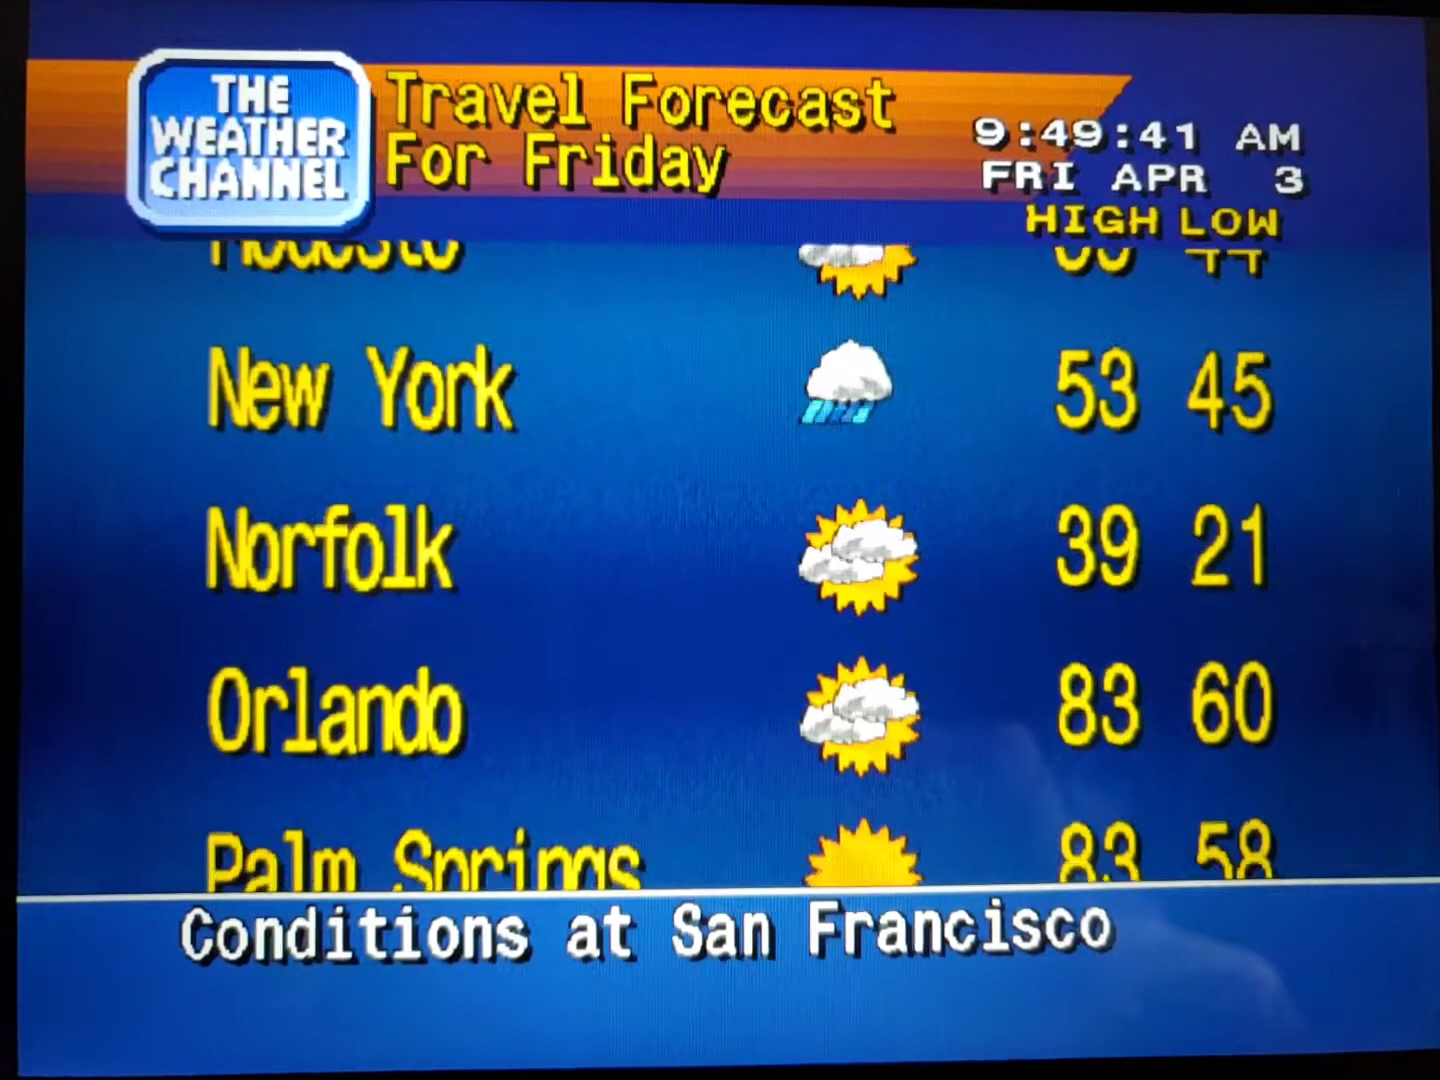 THE
WEATHER
CHANNEL
Travel Forecast
For Friday
9:49:41 AM
FRI APR 3
HIGH LOW
Modesto
New York 53 45
Norfolk 39 21
Orlando 83 60
Palm Springs 83 58
Conditions at San Francisco